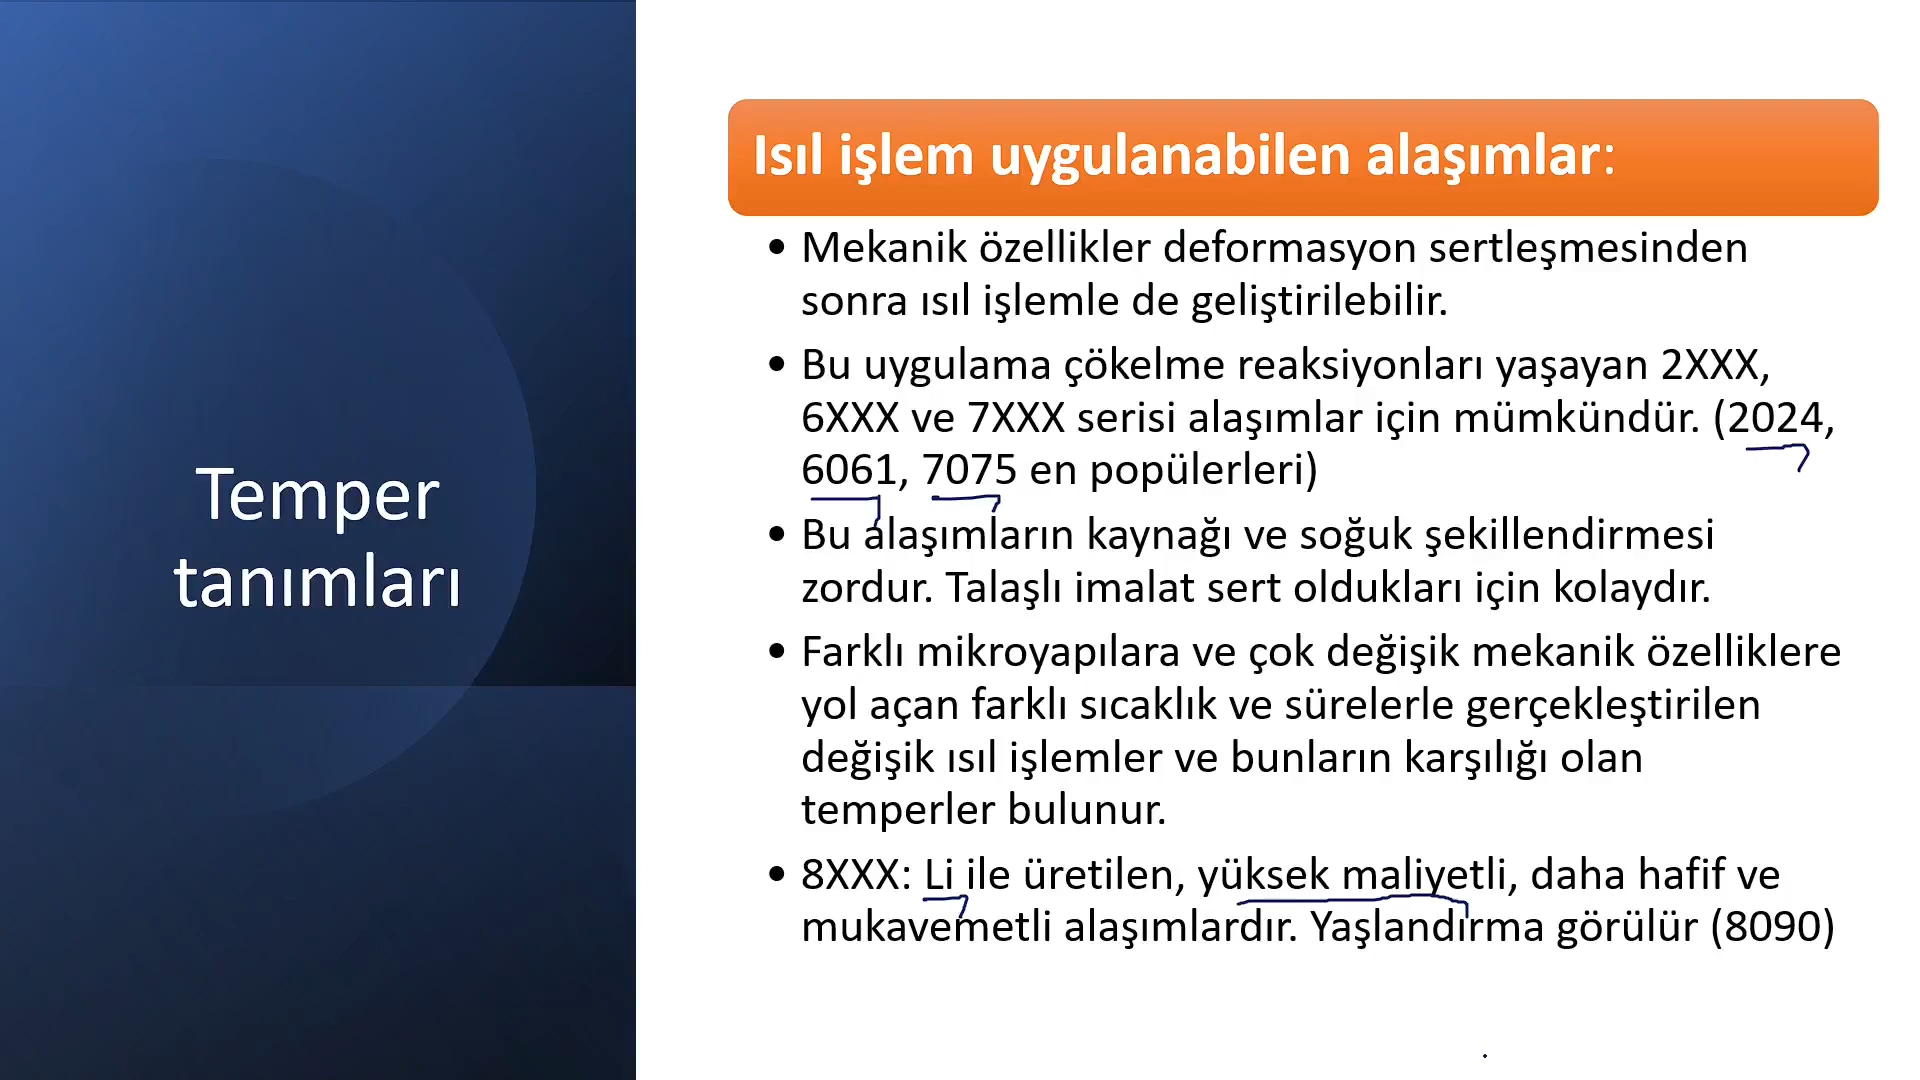 Temper
tanımları
Isıl işlem uygulanabilen alaşımlar:
• Mekanik özellikler deformasyon sertleşmesinden
sonra ısıl işlemle de geliştirilebilir.
• Bu uygulama çökelme reaksiyonları yaşayan 2XXX,
6XXX ve 7XXX serisi alaşımlar için mümkündür. (2024,
6061, 7075 en popülerleri)
• Bu alaşımların kaynağı ve soğuk şekillendirmesi
zordur. Talaşlı imalat sert oldukları için kolaydır.
• Farklı mikroyapılara ve çok değişik mekanik özelliklere
yol açan farklı sıcaklık ve sürelerle gerçekleştirilen
değişik ısıl işlemler ve bunların karşılığı olan
temperler bulunur.
• 8XXX: Li ile üretilen, yüksek maliyetli, daha hafif ve
mukavemetli alaşımlardır. Yaşlandırma görülür (8090)